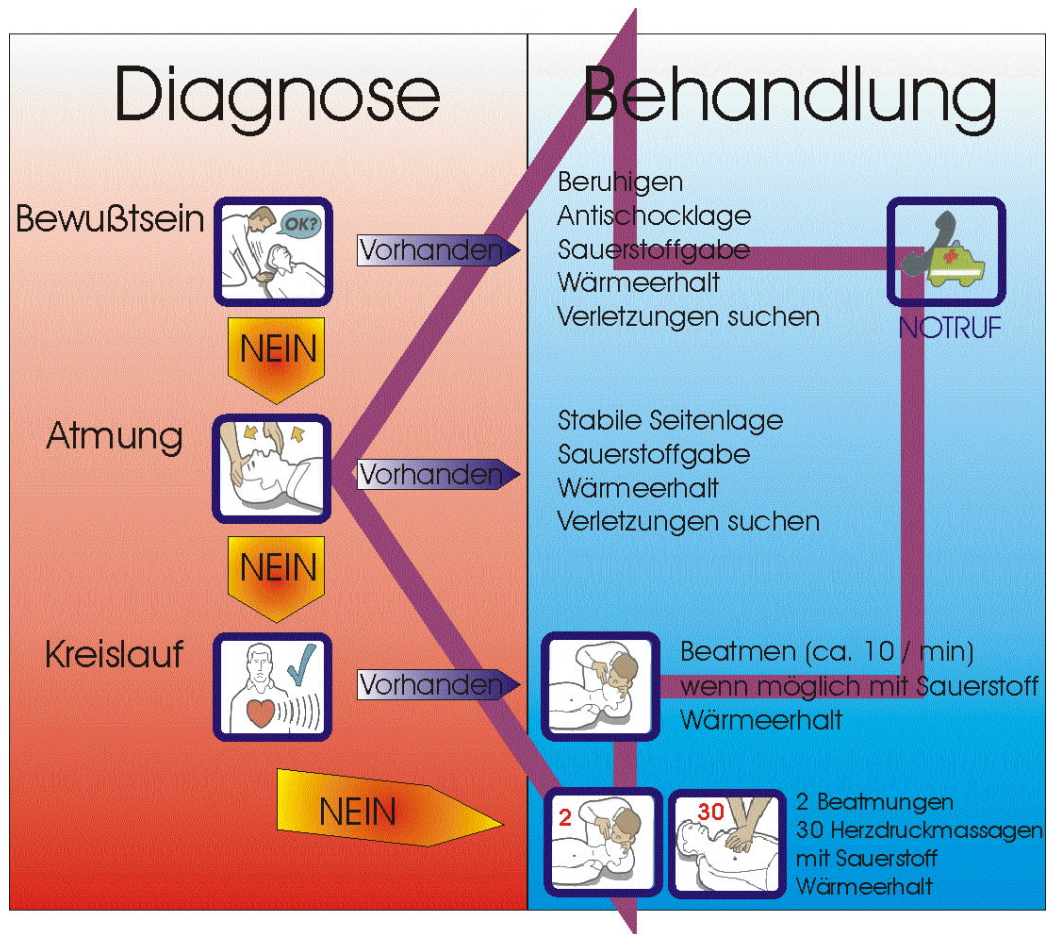 Diagnose
Behandlung
Bewußtsein
OK?
Vorhanden
Beruhigen
Antischocklage
Sauerstoffgabe
Wärmeerhalt
Verletzungen suchen
NOTRUF
NEIN
Atmung
Vorhanden
Stabile Seitenlage
Sauerstoffgabe
Wärmeerhalt
Verletzungen suchen
NEIN
Kreislauf
Vorhanden
Beatmen (ca. 10 / min)
wenn möglich mit Sauerstoff
Wärmeerhalt
NEIN
2
30
2 Beatmungen
30 Herzdruckmassagen
mit Sauerstoff
Wärmeerhalt